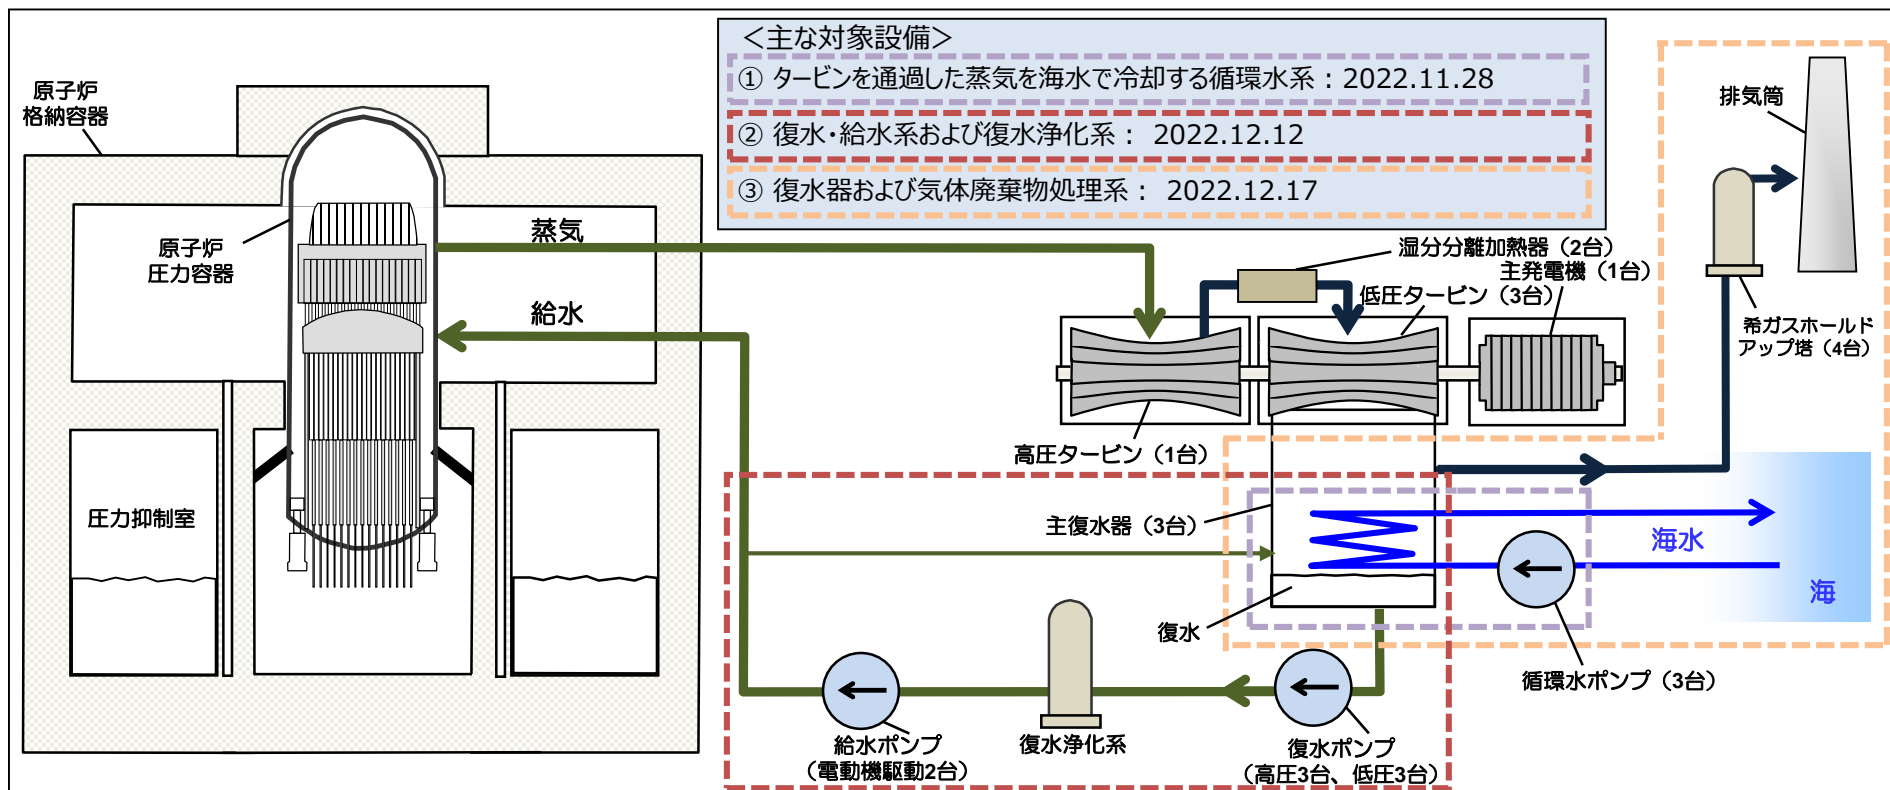 ＜主な対象設備＞
① タービンを通過した蒸気を海水で冷却する循環水系：2022.11.28
② 復水・給水系および復水浄化系： 2022.12.12
③ 復水器および気体廃棄物処理系： 2022.12.17
原子炉
格納容器
原子炉
圧力容器
蒸気
給水
圧力抑制室
湿分分離加熱器（2台）
主発電機（1台）
低圧タービン（3台）
高圧タービン（1台）
排気筒
希ガスホールド
アップ塔（4台）
主復水器（3台）
海水
海
復水
循環水ポンプ（3台）
給水ポンプ
（電動機駆動2台）
復水浄化系
復水ポンプ
（高圧3台、低圧3台）